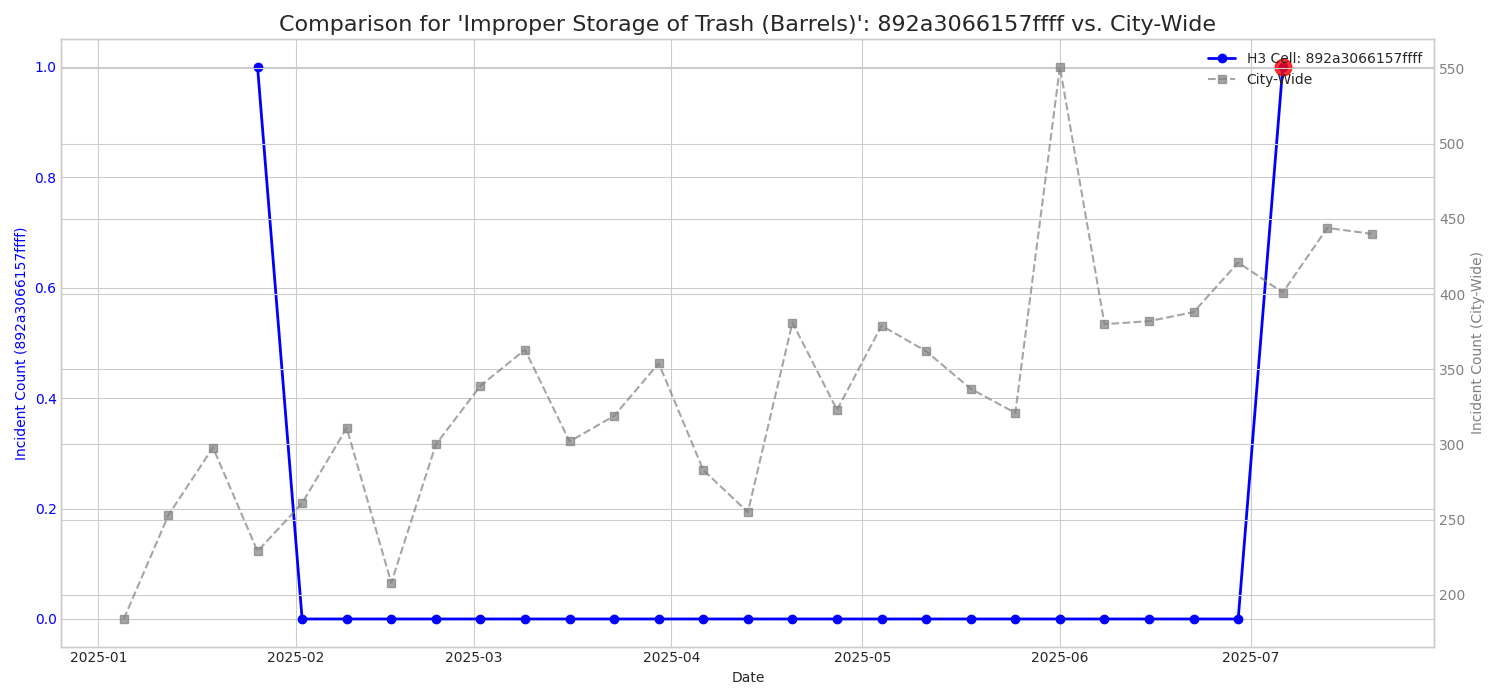 Comparison for 'Improper Storage of Trash (Barrels)': 892a3066157ffff vs. City-Wide
H3 Cell: 892a3066157ffff
City-Wide
Incident Count (892a3066157ffff)
1.0
0.8
0.6
0.4
0.2
0.0
550
500
450
400
350
300
250
200
Incident Count (City-Wide)
2025-01 2025-02 2025-03 2025-04 2025-05 2025-06 2025-07
Date